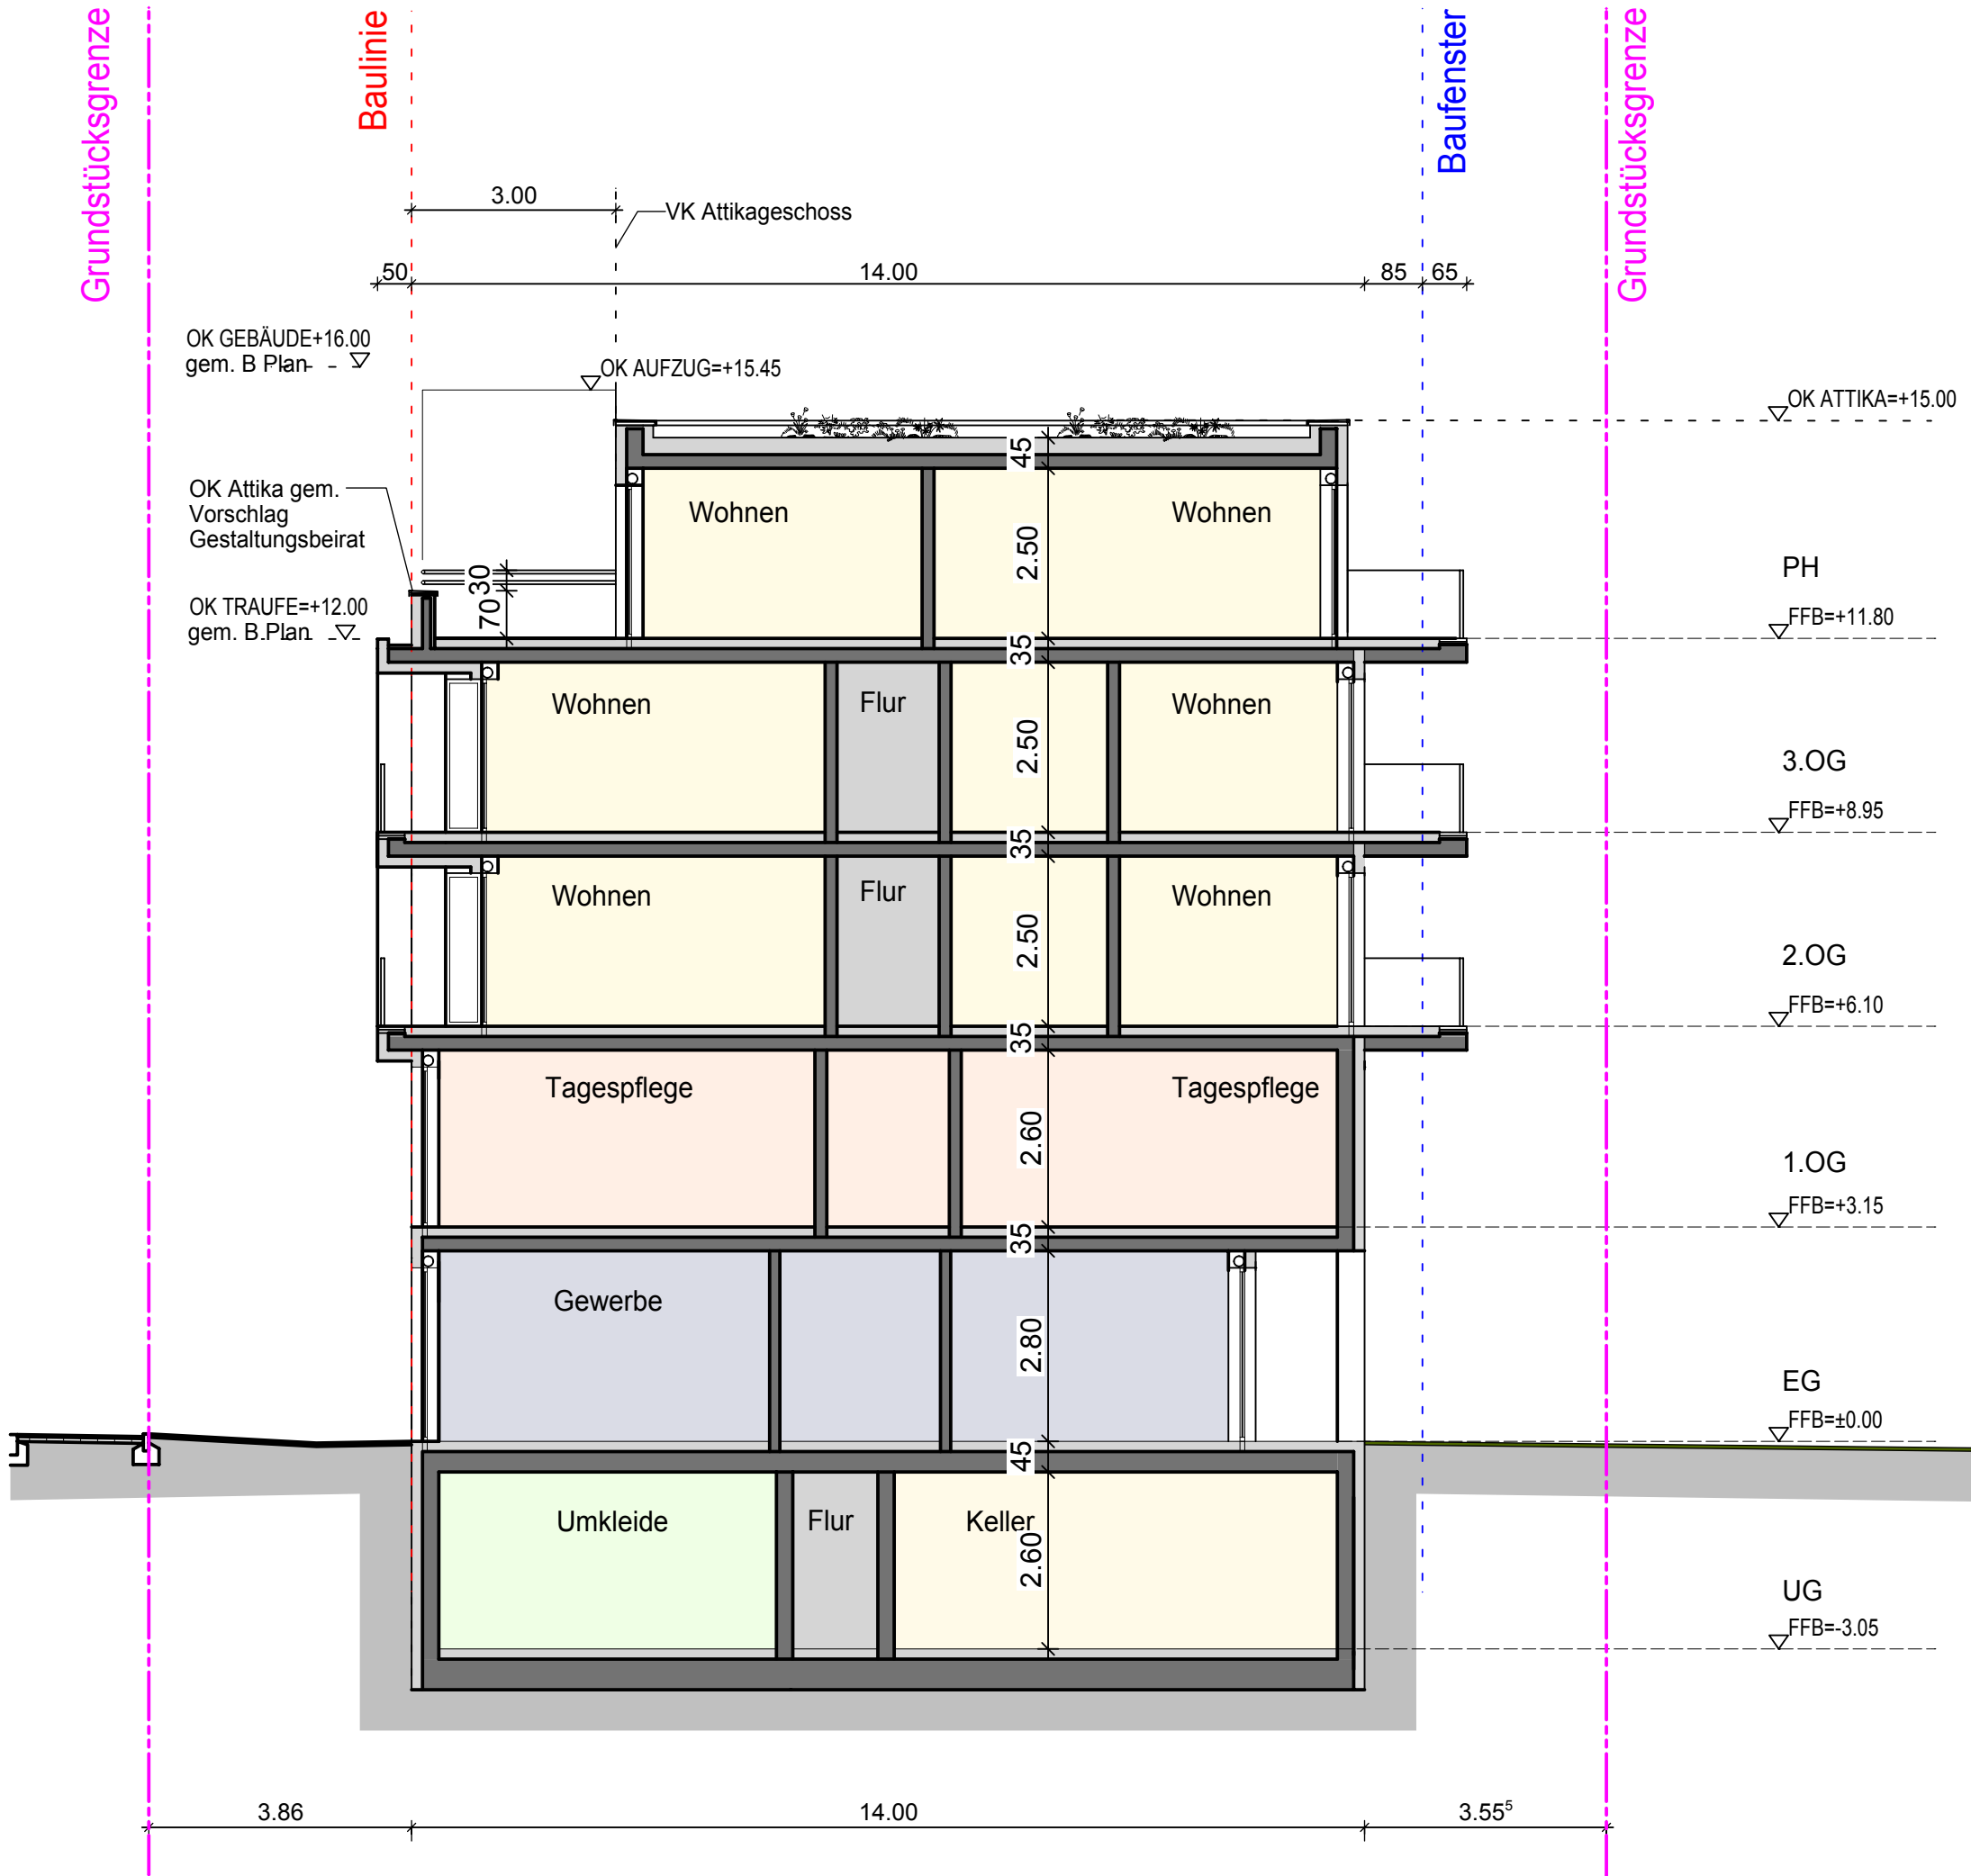 Grundstücksgrenze
Baulinie
Baufenster
Grundstücksgrenze
3.00
VK Attikageschoss
50
14.00
85
65
OK GEBÄUDE+16.00
gem. B Plan
OK AUFZUG=+15.45
OK ATTIKA=+15.00
45
OK Attika gem.
Vorschlag
Gestaltungsbeirat
Wohnen
Wohnen
2.50
PH
30
70
OK TRAUFE=+12.00
gem. B.Plan
FFB=+11.80
35
Wohnen
Flur
Wohnen
2.50
3.OG
FFB=+8.95
35
Wohnen
Flur
Wohnen
2.50
2.OG
FFB=+6.10
35
Tagespflege
Tagespflege
2.60
1.OG
FFB=+3.15
35
Gewerbe
2.80
EG
FFB=±0.00
45
Umkleide
Flur
Keller
2.60
UG
FFB=-3.05
3.86
14.00
3.55⁵